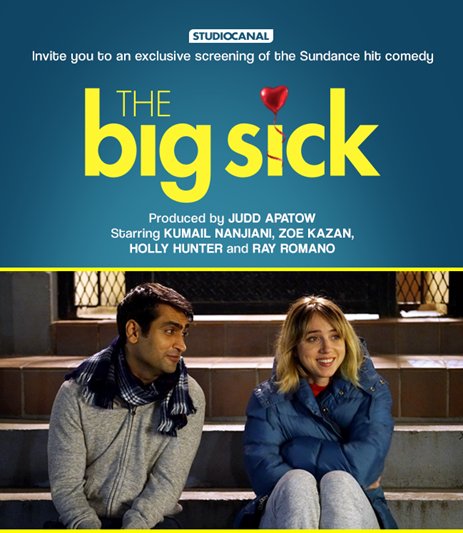 STUDIOCANAL
Invite you to an exclusive screening of the Sundance hit comedy
THE
big sick
Produced by JUDD APATOW
Starring KUMAIL NANJIANI, ZOE KAZAN,
HOLLY HUNTER and RAY ROMANO